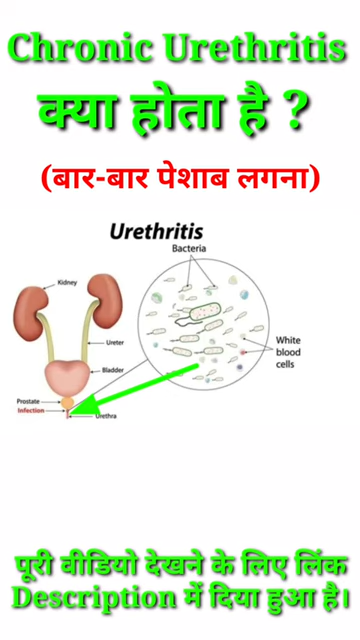 Chronic Urethritis
क्या होता है ?
(बार-बार पेशाब लगना)
Urethritis
Bacteria
Kidney
Ureter
White
blood
cells
Bladder
Prostate
Infection
Urethra
पूरी वीडियो देखने के लिए लिंक
Description में दिया हुआ है।